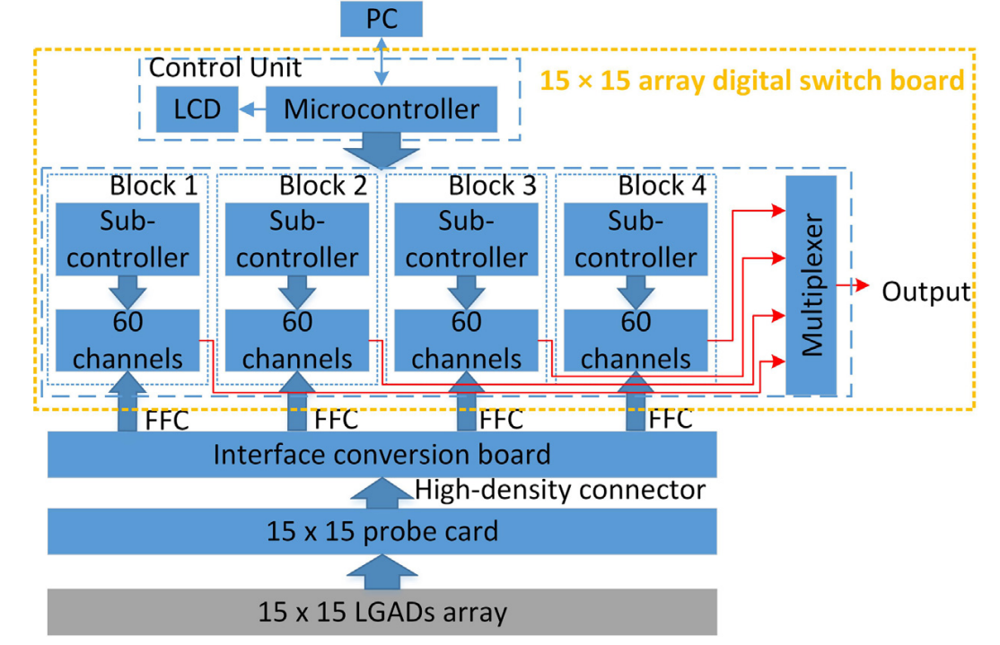 PC
Control Unit
15 × 15 array digital switch board
LCD
Microcontroller
Block 1
Block 2
Block 3
Block 4
Sub-
controller
Sub-
controller
Sub-
controller
Sub-
controller
60
channels
60
channels
60
channels
60
channels
Multiplexer
Output
FFC
FFC
FFC
FFC
Interface conversion board
High-density connector
15 x 15 probe card
15 x 15 LGADs array